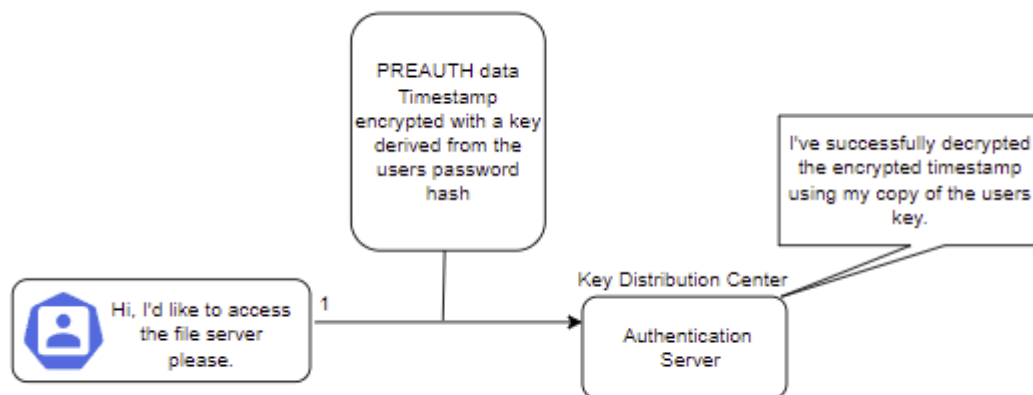 PREAUTH data
Timestamp
encrypted with a key
derived from the
users password
hash
I've successfully decrypted
the encrypted timestamp
using my copy of the users
key.
Hi, I'd like to access
the file server
please.
1
Key Distribution Center
Authentication
Server